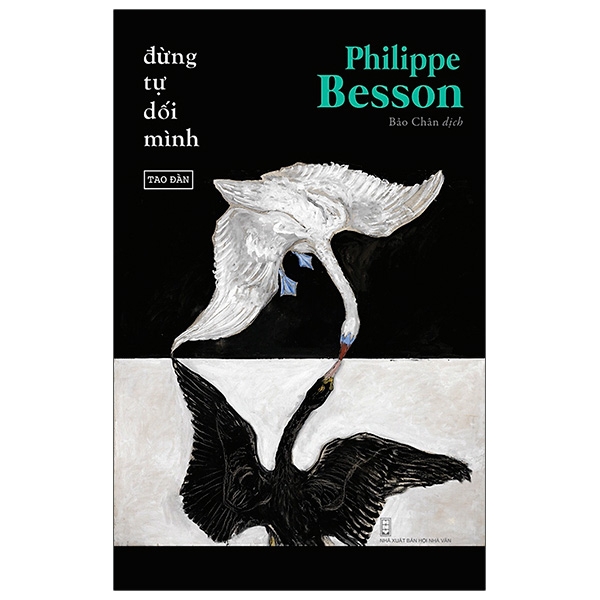 đừng
tự
dối
mình
TAO ĐÀN
Philippe
Besson
Bảo Chân dịch
NHÀ XUẤT BẢN HỘI NHÀ VĂN